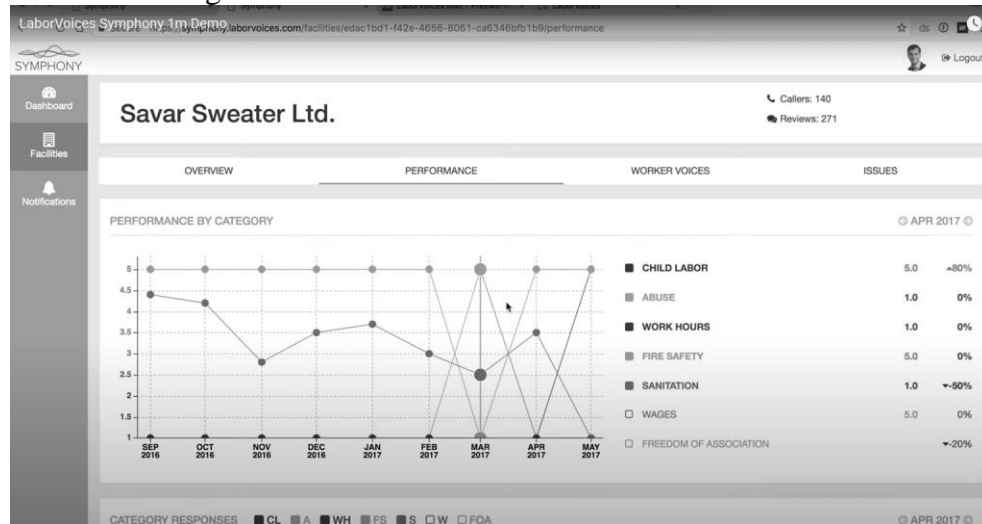 LaborVoices Symphony 1m Demo
symphony.laborvoices.com/facilities/edac1bd1-f42e-4656-8061-ca6346bfb1b9/performance
SYMPHONY
Logout
Dashboard
Facilities
Notifications
Savar Sweater Ltd.
Callers: 140
Reviews: 271
OVERVIEW PERFORMANCE WORKER VOICES ISSUES
PERFORMANCE BY CATEGORY APR 2017
5
4.5
4
3.5
3
2.5
2
1.5
1
SEP 2016 OCT 2016 NOV 2016 DEC 2016 JAN 2017 FEB 2017 MAR 2017 APR 2017 MAY 2017
CHILD LABOR 5.0 80%
ABUSE 1.0 0%
WORK HOURS 1.0 0%
FIRE SAFETY 5.0 0%
SANITATION 1.0 -50%
WAGES 5.0 0%
FREEDOM OF ASSOCIATION -20%
CATEGORY RESPONSES CL A WH FS S W FOA APR 2017